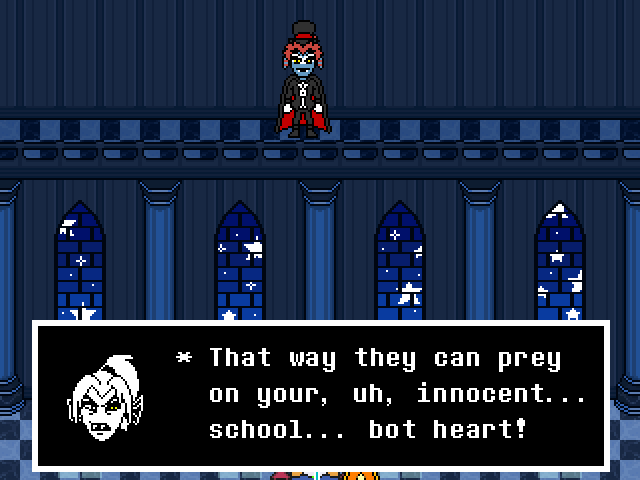 * That way they can prey
on your, uh, innocent...
school... bot heart!